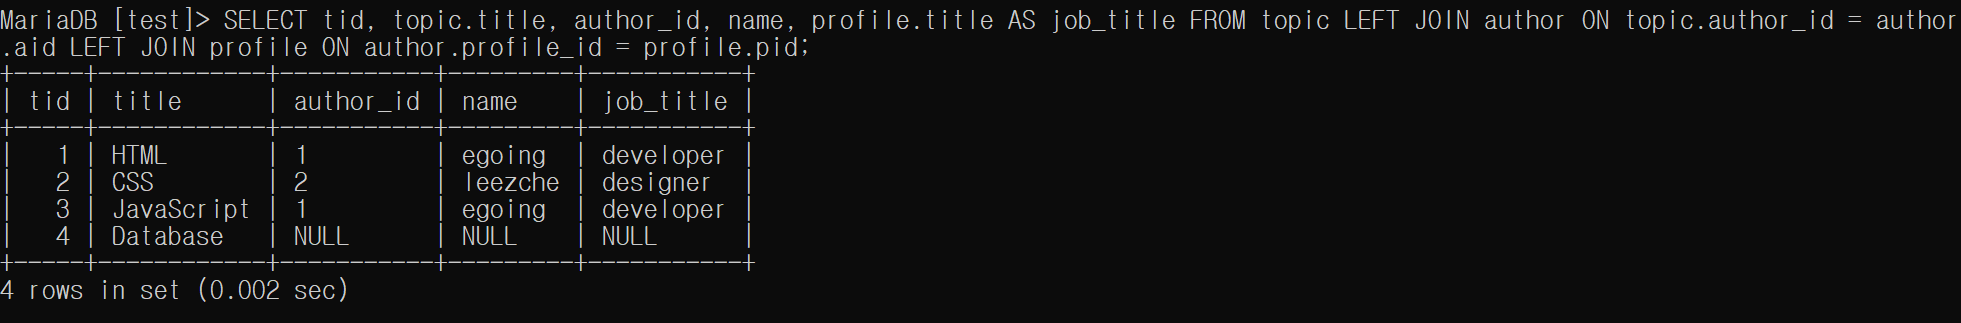 MariaDB [test]> SELECT tid, topic.title, author_id, name, profile.title AS job_title FROM topic LEFT JOIN author ON topic.author_id = author
.aid LEFT JOIN profile ON author.profile_id = profile.pid;
+-----+------------+-----------+---------+-----------+
| tid | title      | author_id | name    | job_title |
+-----+------------+-----------+---------+-----------+
|   1 | HTML       | 1         | egoing  | developer |
|   2 | CSS        | 2         | leezche | designer  |
|   3 | JavaScript | 1         | egoing  | developer |
|   4 | Database   | NULL      | NULL    | NULL      |
+-----+------------+-----------+---------+-----------+
4 rows in set (0.002 sec)